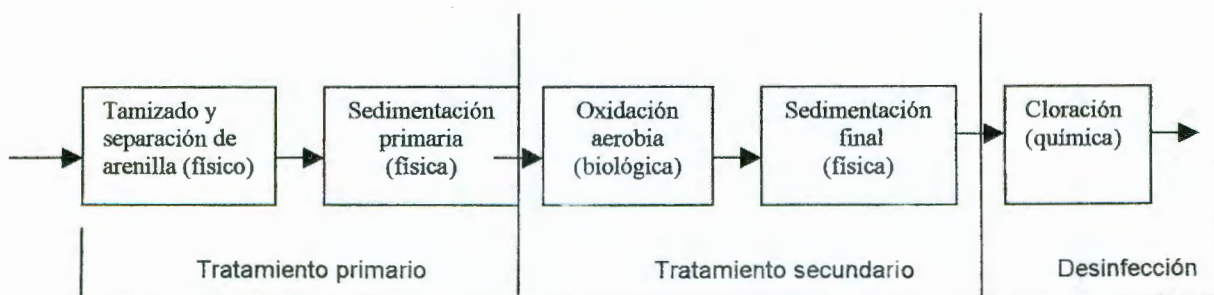 Tamizado y
separación de
arenilla (físico)
Sedimentación
primaria
(física)
Oxidación
aerobia
(biológica)
Sedimentación
final
(física)
Cloración
(química)
Tratamiento primario
Tratamiento secundario
Desinfección